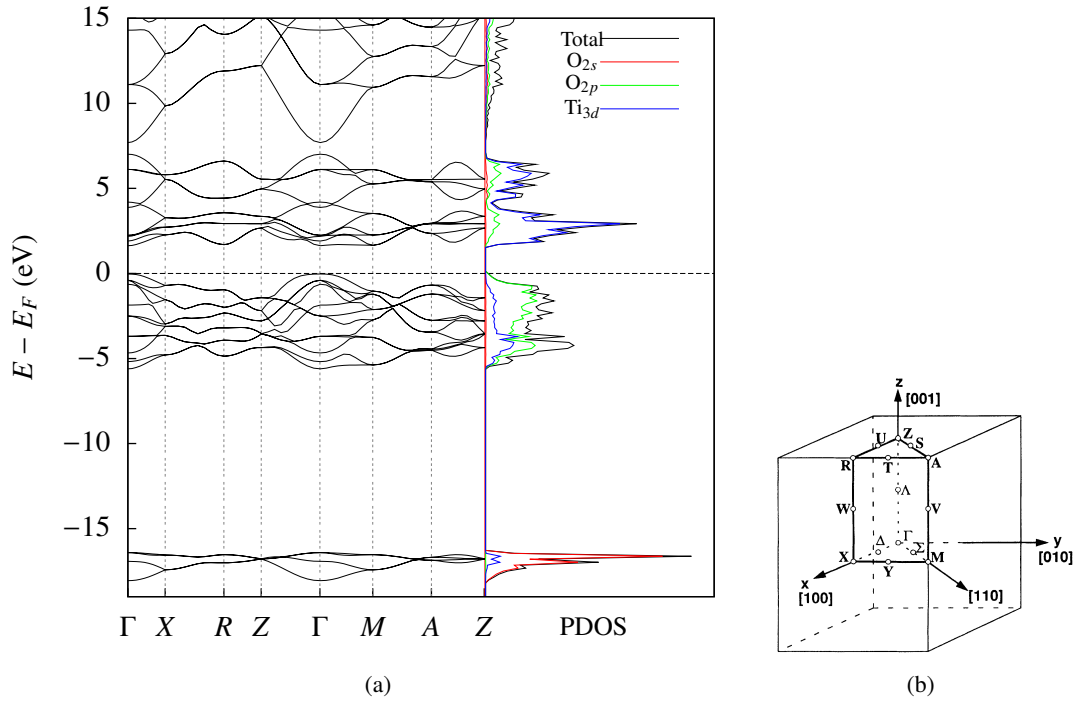 15
10
5
0
−5
−10
−15
E − E_F (eV)
Total
O2s
O2p
Ti3d
Γ X R Z Γ M A Z PDOS
(a)
z
[001]
U Z S
R T A
Λ
W V
Δ Γ Σ
y
[010]
X Y M
x
[100]
[110]
(b)